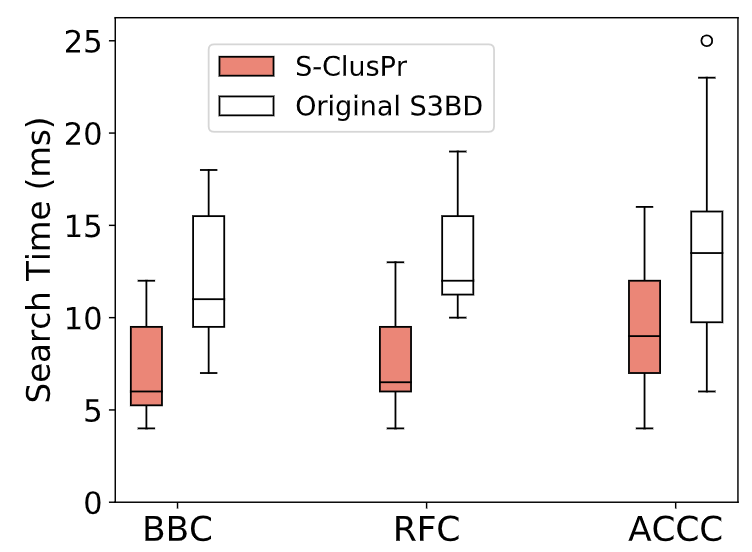 Search Time (ms)
25
20
15
10
5
0
S-ClusPr
Original S3BD
BBC RFC ACCC